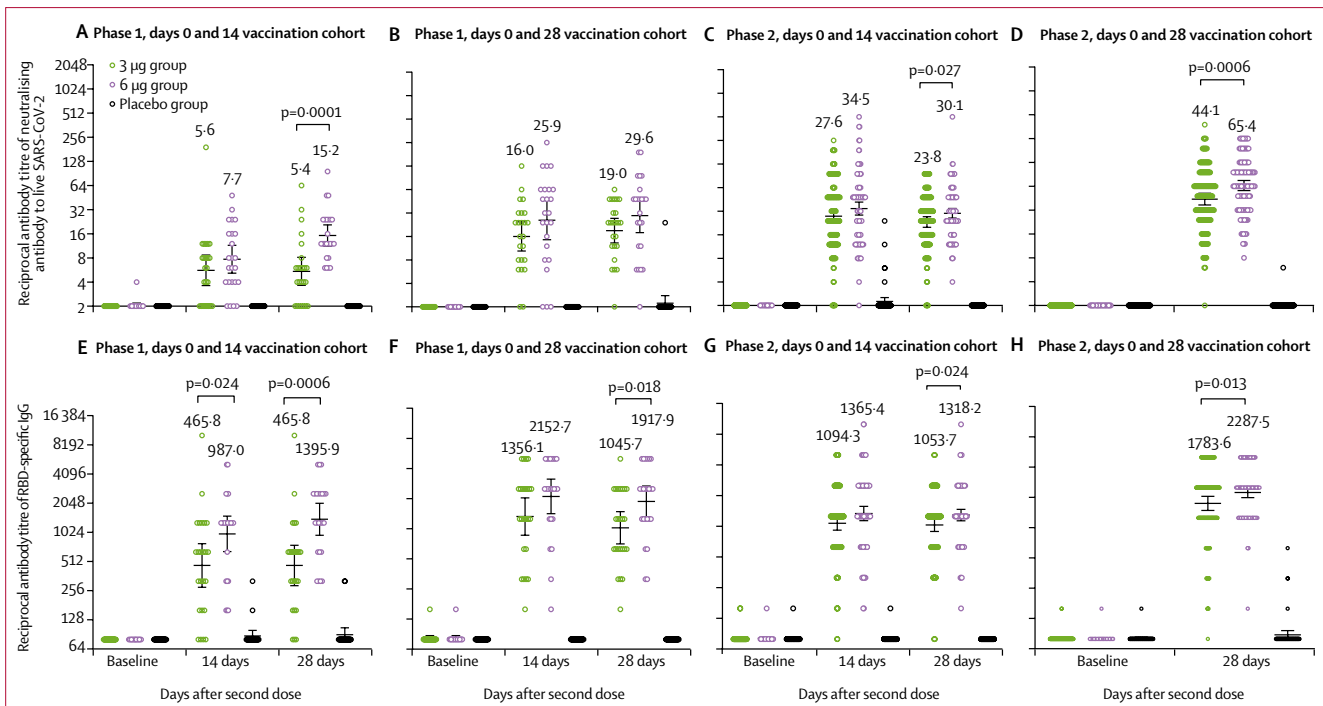 A Phase 1, days 0 and 14 vaccination cohort
B Phase 1, days 0 and 28 vaccination cohort
C Phase 2, days 0 and 14 vaccination cohort
D Phase 2, days 0 and 28 vaccination cohort
Reciprocal antibody titre of neutralising
antibody to live SARS-CoV-2
2048
1024
512
256
128
64
32
16
8
4
2
3 µg group
6 µg group
Placebo group
5·6
7·7
p=0·0001
5·4
15·2
16·0
25·9
19·0
29·6
27·6
34·5
p=0·027
23·8
30·1
p=0·0006
44·1
65·4
E Phase 1, days 0 and 14 vaccination cohort
F Phase 1, days 0 and 28 vaccination cohort
G Phase 2, days 0 and 14 vaccination cohort
H Phase 2, days 0 and 28 vaccination cohort
Reciprocal antibody titre of RBD-specific IgG
16 384
8192
4096
2048
1024
512
256
128
64
p=0·024
465·8
987·0
p=0·0006
465·8
1395·9
1356·1
2152·7
p=0·018
1045·7
1917·9
1094·3
1365·4
p=0·024
1053·7
1318·2
p=0·013
1783·6
2287·5
Baseline 14 days 28 days
Baseline 14 days 28 days
Baseline 14 days 28 days
Baseline 28 days
Days after second dose
Days after second dose
Days after second dose
Days after second dose